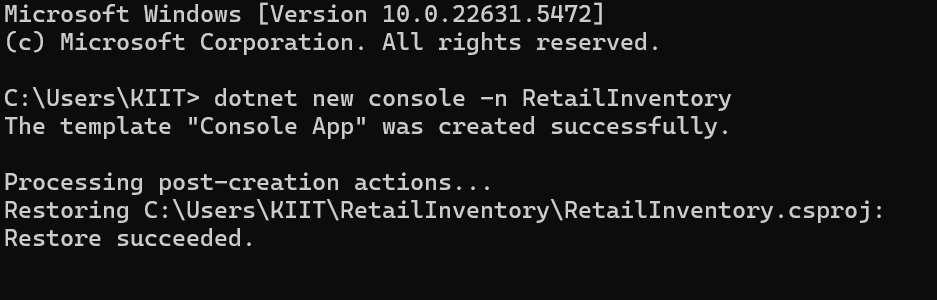 Microsoft Windows [Version 10.0.22631.5472]
(c) Microsoft Corporation. All rights reserved.
C:\Users\KIIT> dotnet new console -n RetailInventory
The template "Console App" was created successfully.
Processing post-creation actions...
Restoring C:\Users\KIIT\RetailInventory\RetailInventory.csproj:
Restore succeeded.